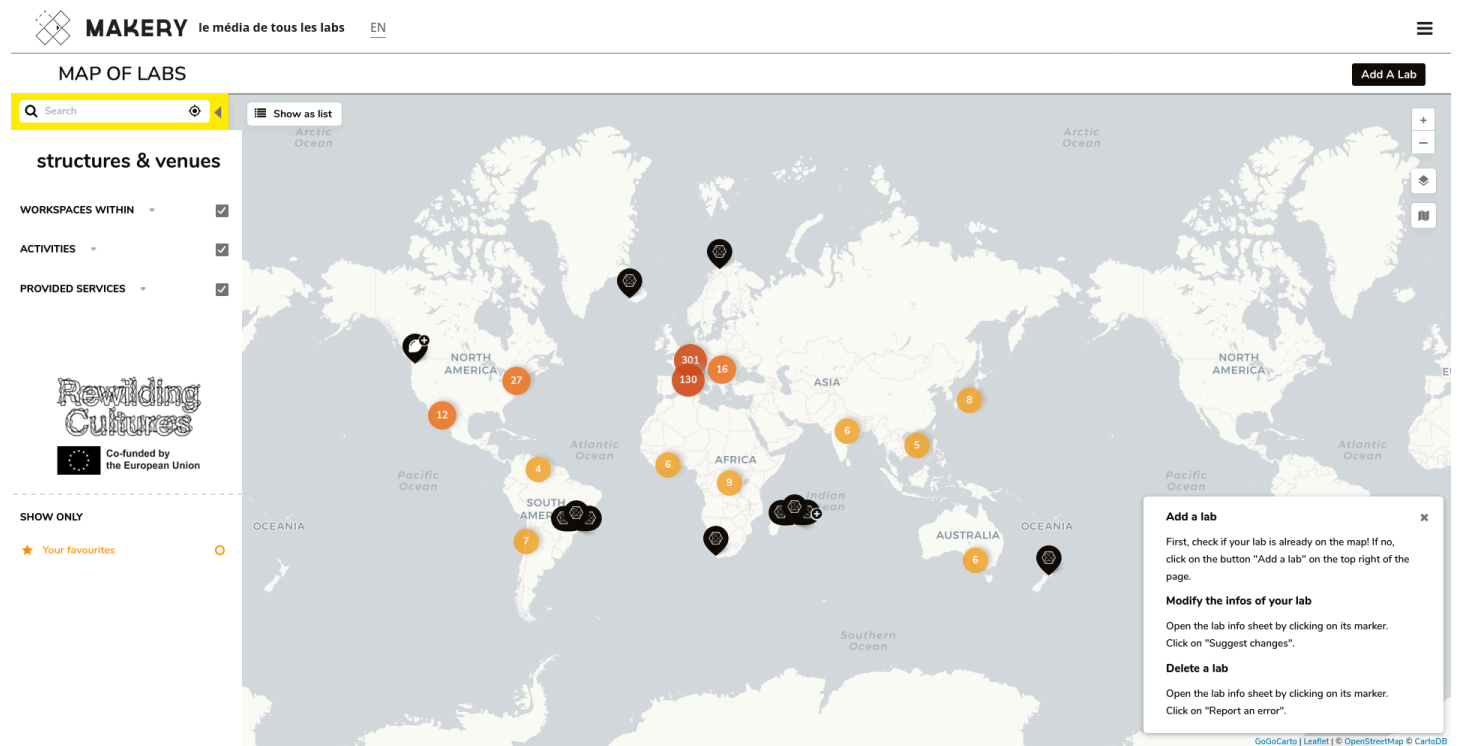 MAKERY le média de tous les labs EN
MAP OF LABS
Add A Lab
Search
Show as list
structures & venues
WORKSPACES WITHIN
ACTIVITIES
PROVIDED SERVICES
Rewilding
Cultures
Co-funded by
the European Union
SHOW ONLY
Your favourites
Arctic
Ocean
Arctic
Ocean
+
−
NORTH
AMERICA
27
12
301
130
16
ASIA
8
6
5
NORTH
AMERICA
Atlantic
Ocean
Atlantic
Ocean
Pacific
Ocean
Pacific
Ocean
4
6
AFRICA
9
Indian
SOUTH
7
OCEANIA
AUSTRALIA
6
OCEANIA
Southern
Ocean
Add a lab
First, check if your lab is already on the map! If no,
click on the button "Add a lab" on the top right of the
page.
Modify the infos of your lab
Open the lab info sheet by clicking on its marker.
Click on "Suggest changes".
Delete a lab
Open the lab info sheet by clicking on its marker.
Click on "Report an error".
GoGoCarto | Leaflet | © OpenStreetMap © CartoDB